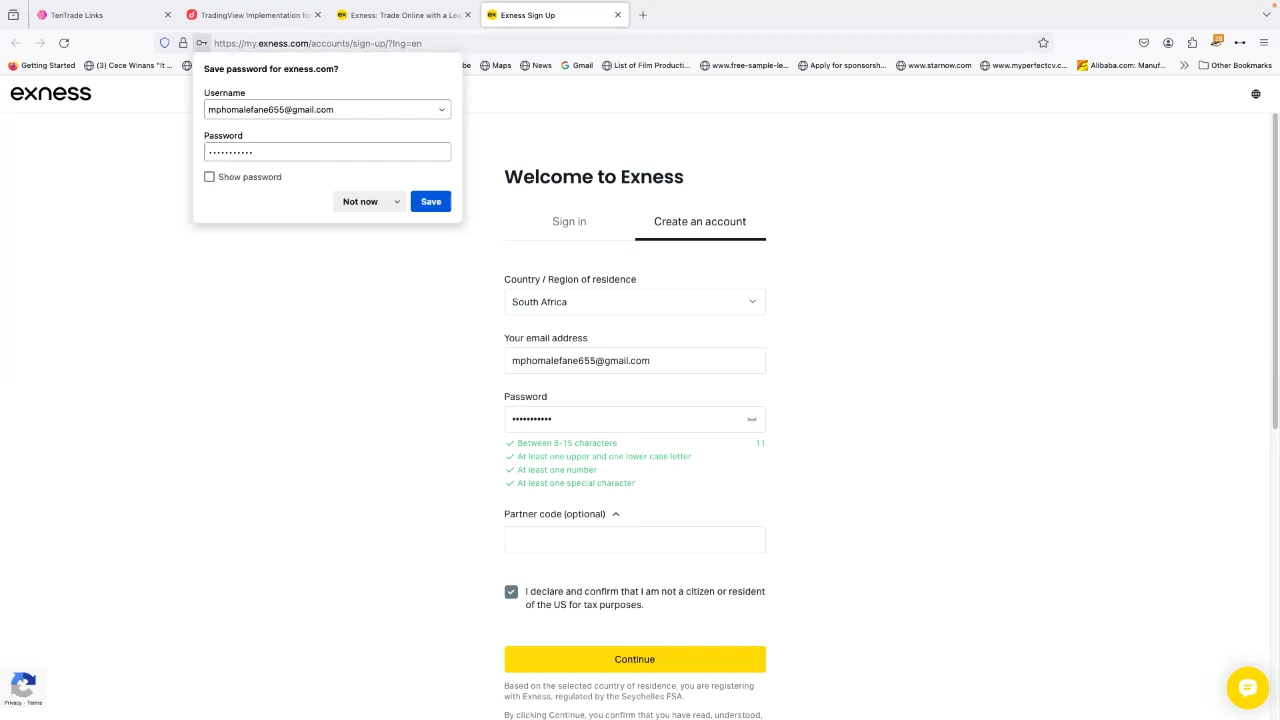 TenTrade Links
TradingView Implementation fo
Exness: Trade Online with a Lea
Exness Sign Up
https://my.exness.com/accounts/sign-up/?lng=en
28
Getting Started
(3) Cece Winans "It ...
Maps
News
Gmail
List of Film Producti...
www.free-sample-le...
Apply for sponsorsh...
www.starnow.com
www.myperfectcv.c...
Alibaba.com: Manuf...
Other Bookmarks
exness
Save password for exness.com?
Username
mphomalefane655@gmail.com
Password
•••••••••••
Show password
Not now
Save
Welcome to Exness
Sign in
Create an account
Country / Region of residence
South Africa
Your email address
mphomalefane655@gmail.com
Password
•••••••••••
Between 8-15 characters
11
At least one upper and one lower case letter
At least one number
At least one special character
Partner code (optional)
I declare and confirm that I am not a citizen or resident
of the US for tax purposes.
Continue
Based on the selected country of residence, you are registering
with Exness, regulated by the Seychelles FSA.
By clicking Continue, you confirm that you have read, understood,
Privacy - Terms